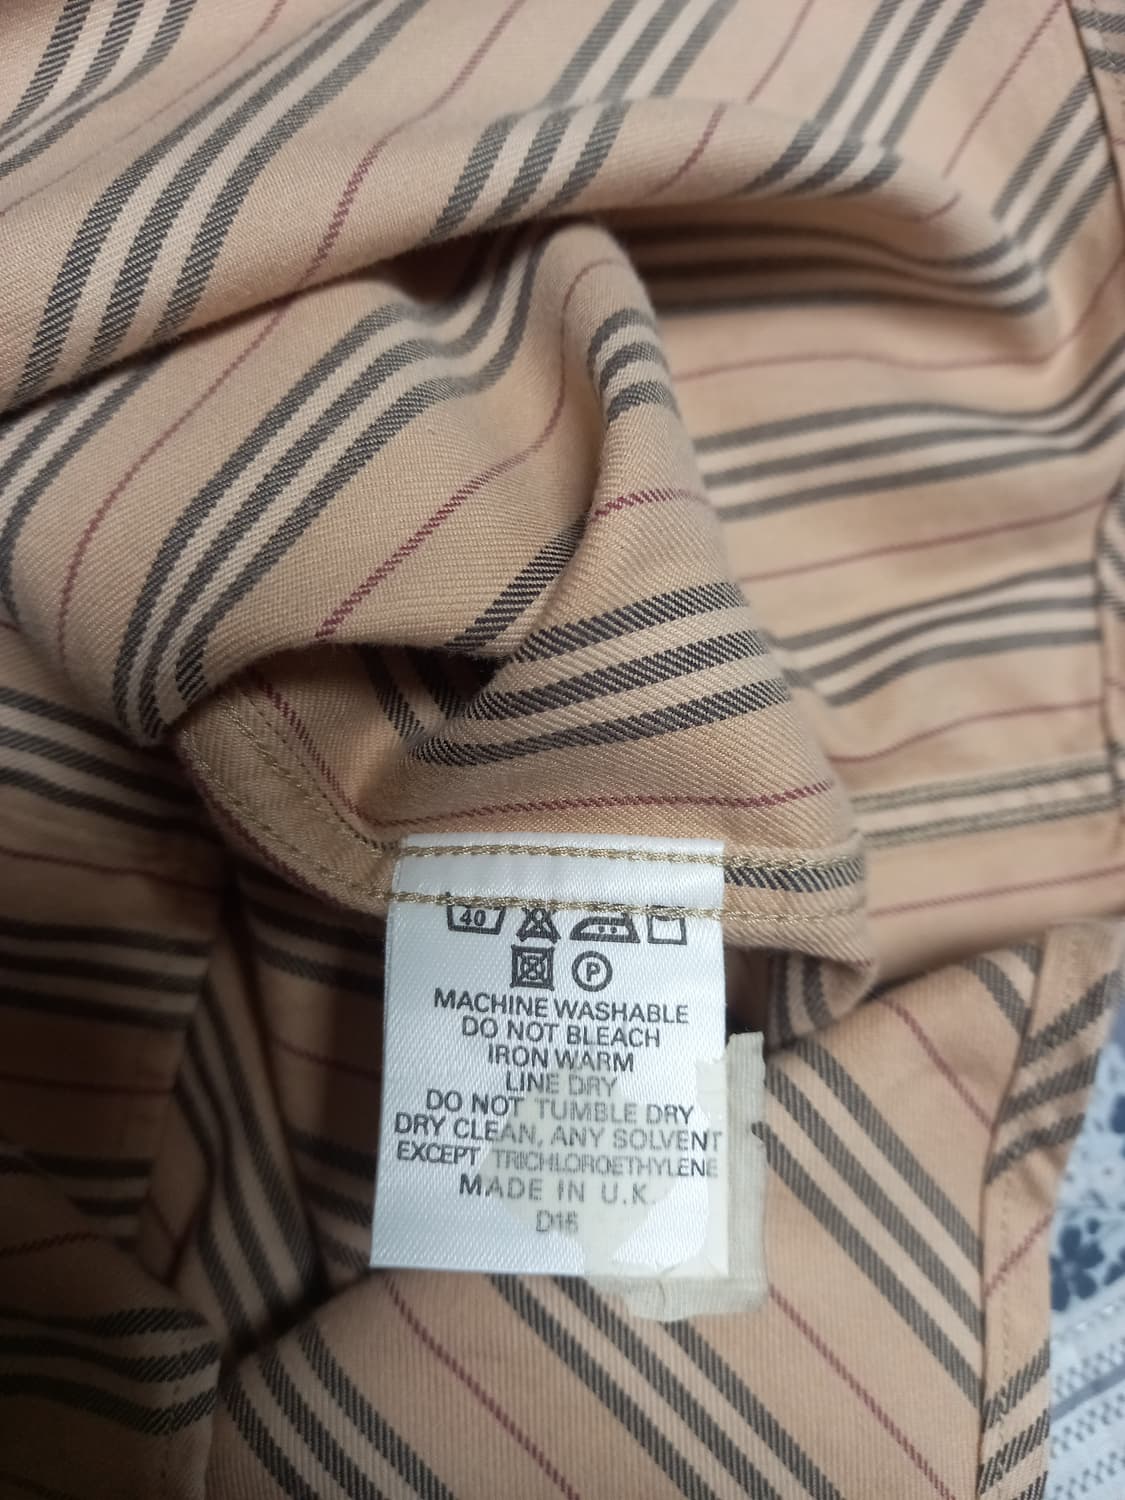 40
P
MACHINE WASHABLE
DO NOT BLEACH
IRON WARM
LINE DRY
DO NOT TUMBLE DRY
DRY CLEAN, ANY SOLVENT
EXCEPT TRICHLOROETHYLENE
MADE IN U.K.
D16